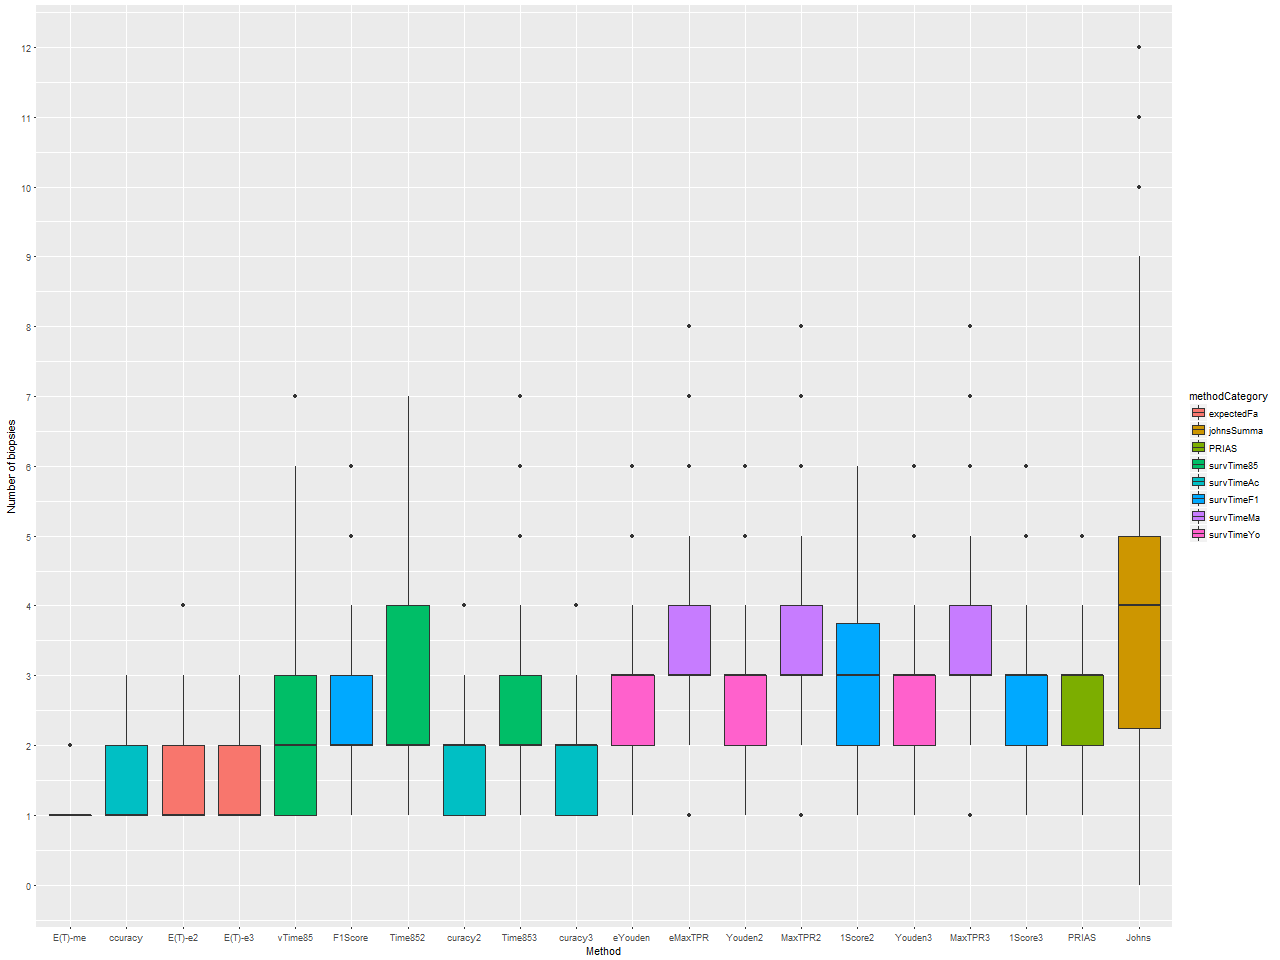 12
11
10
9
8
7
6
5
4
3
2
1
0
Number of biopsies
E(T)-me ccuracy E(T)-e2 E(T)-e3 vTime85 F1Score Time852 curacy2 Time853 curacy3 eYouden eMaxTPR Youden2 MaxTPR2 1Score2 Youden3 MaxTPR3 1Score3 PRIAS Johns
Method
methodCategory
expectedFa
johnsSumma
PRIAS
survTime85
survTimeAc
survTimeF1
survTimeMa
survTimeYo